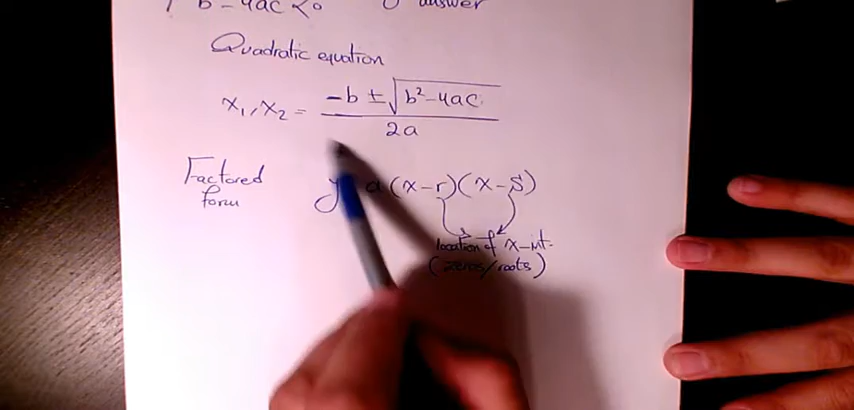 b² - 4ac < 0 0 answer
Quadratic equation
x₁, x₂ = -b ± √b² - 4ac / 2a
Factored form y a (x - r)(x - s)
location of x-int.
(zeros/roots)